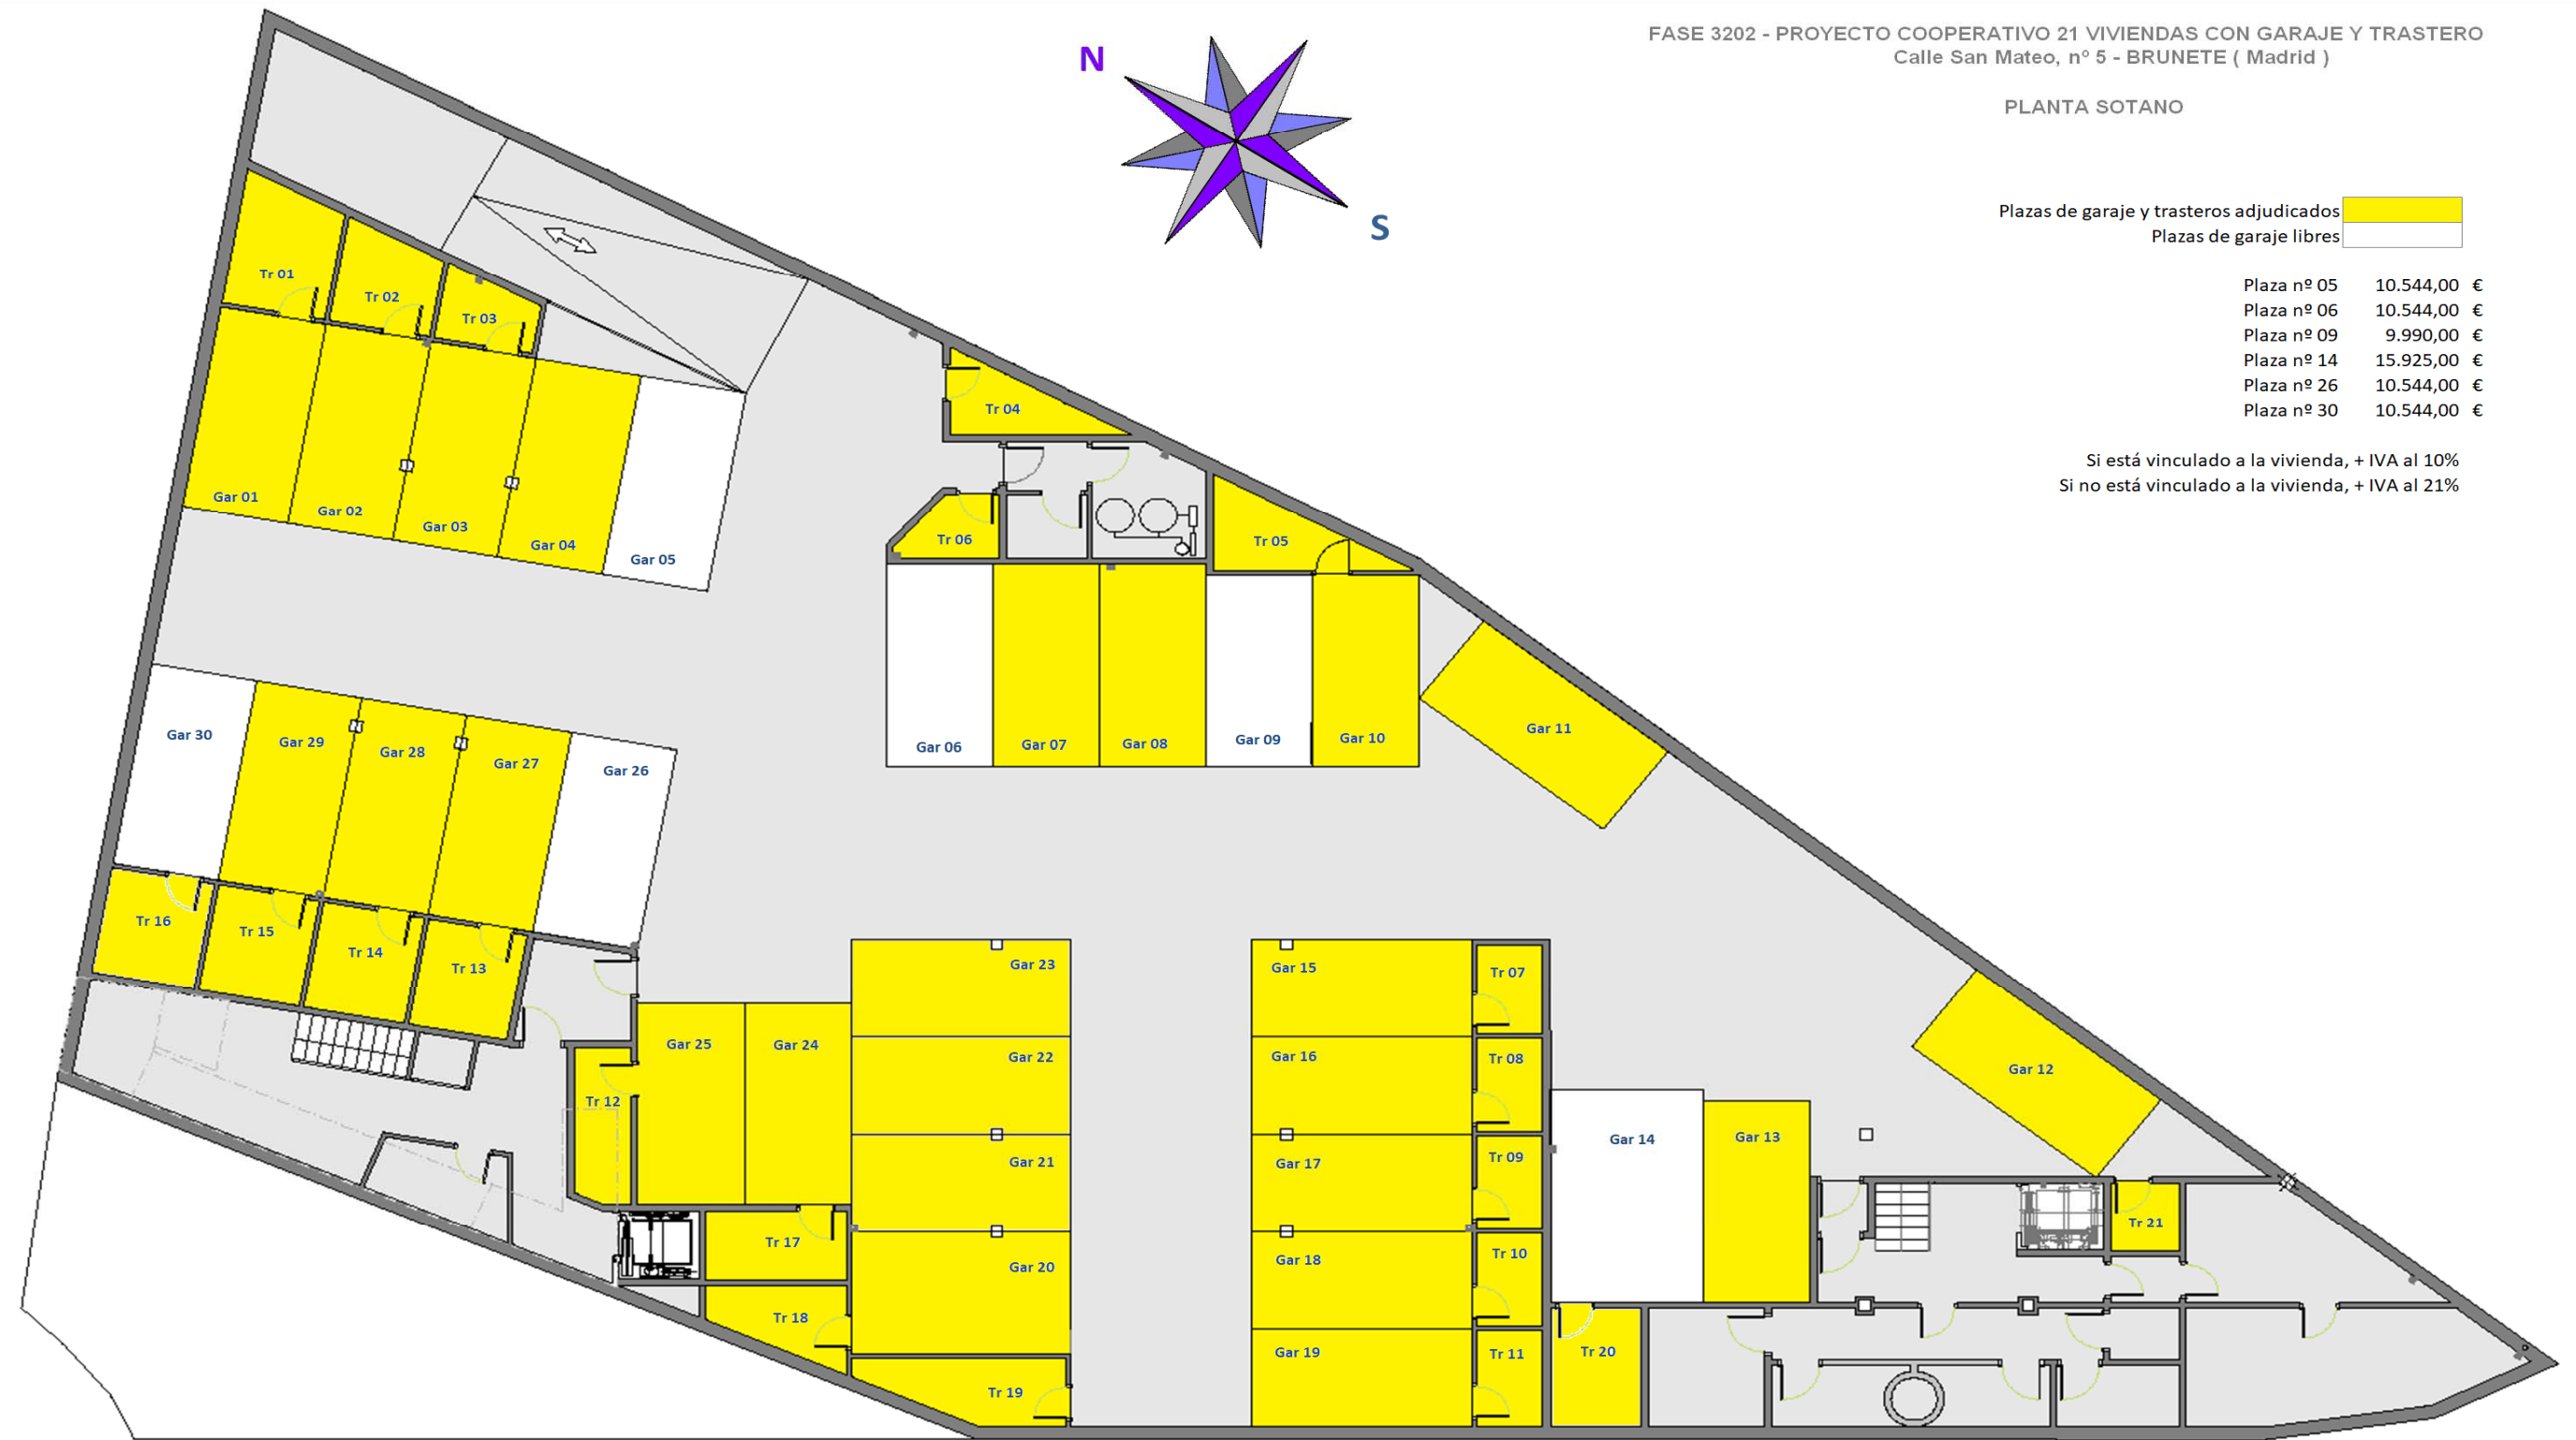 FASE 3202 - PROYECTO COOPERATIVO 21 VIVIENDAS CON GARAJE Y TRASTERO
Calle San Mateo, nº 5 - BRUNETE ( Madrid )
PLANTA SOTANO
N
S
Plazas de garaje y trasteros adjudicados
Plazas de garaje libres
Plaza nº 05 10.544,00 €
Plaza nº 06 10.544,00 €
Plaza nº 09 9.990,00 €
Plaza nº 14 15.925,00 €
Plaza nº 26 10.544,00 €
Plaza nº 30 10.544,00 €
Si está vinculado a la vivienda, + IVA al 10%
Si no está vinculado a la vivienda, + IVA al 21%
Tr 01
Tr 02
Tr 03
Tr 04
Gar 01
Gar 02
Gar 03
Gar 04
Gar 05
Tr 06
Tr 05
Gar 06
Gar 07
Gar 08
Gar 09
Gar 10
Gar 11
Gar 30
Gar 29
Gar 28
Gar 27
Gar 26
Tr 16
Tr 15
Tr 14
Tr 13
Gar 23
Gar 15
Tr 07
Gar 25
Gar 24
Gar 22
Gar 16
Tr 08
Gar 12
Tr 12
Gar 21
Gar 17
Tr 09
Gar 14
Gar 13
Tr 17
Gar 20
Gar 18
Tr 10
Tr 21
Tr 18
Gar 19
Tr 11
Tr 20
Tr 19